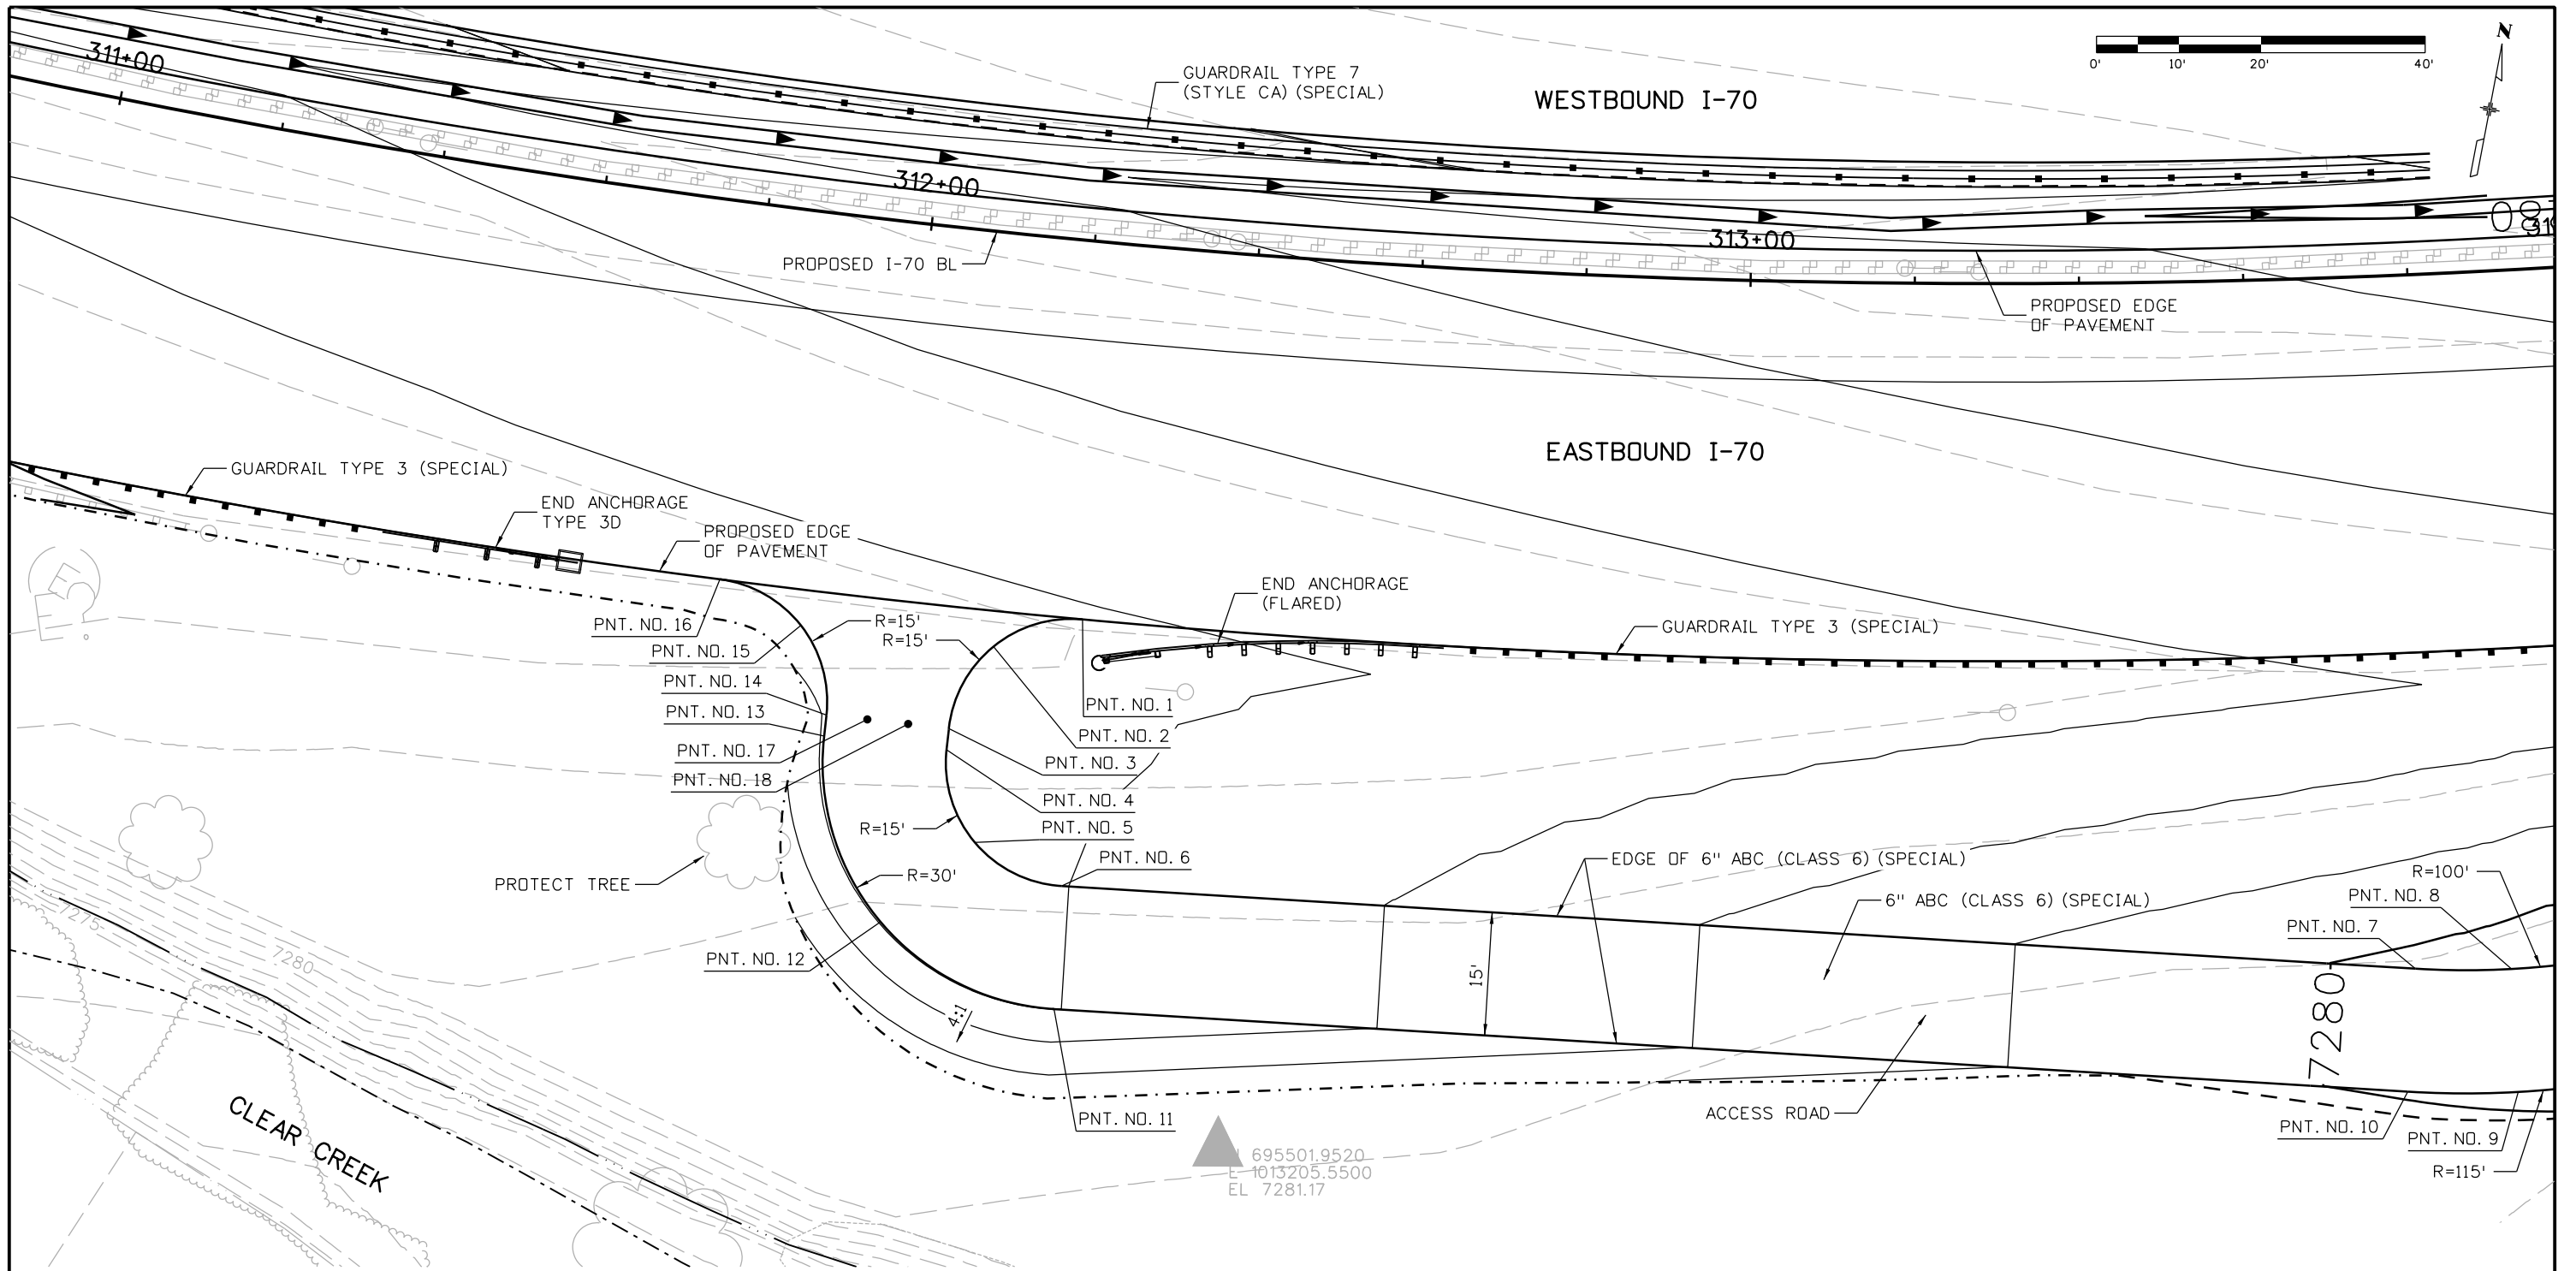 311+00
GUARDRAIL TYPE 7
(STYLE CA) (SPECIAL)
WESTBOUND I-70
0' 10' 20' 40'
N
312+00
313+00
PROPOSED I-70 BL
PROPOSED EDGE
OF PAVEMENT
EASTBOUND I-70
GUARDRAIL TYPE 3 (SPECIAL)
END ANCHORAGE
TYPE 3D
PROPOSED EDGE
OF PAVEMENT
END ANCHORAGE
(FLARED)
GUARDRAIL TYPE 3 (SPECIAL)
PNT. NO. 16
R=15'
R=15'
PNT. NO. 15
PNT. NO. 14
PNT. NO. 13
PNT. NO. 17
PNT. NO. 18
PNT. NO. 1
PNT. NO. 2
PNT. NO. 3
PNT. NO. 4
R=15'
PNT. NO. 5
PNT. NO. 6
PROTECT TREE
R=30'
EDGE OF 6" ABC (CLASS 6) (SPECIAL)
6" ABC (CLASS 6) (SPECIAL)
R=100'
PNT. NO. 8
PNT. NO. 7
7275
7280
PNT. NO. 12
15'
4:1
7280
CLEAR CREEK
PNT. NO. 11
ACCESS ROAD
PNT. NO. 10
PNT. NO. 9
R=115'
695501.9520
E 1013205.5500
EL 7281.17